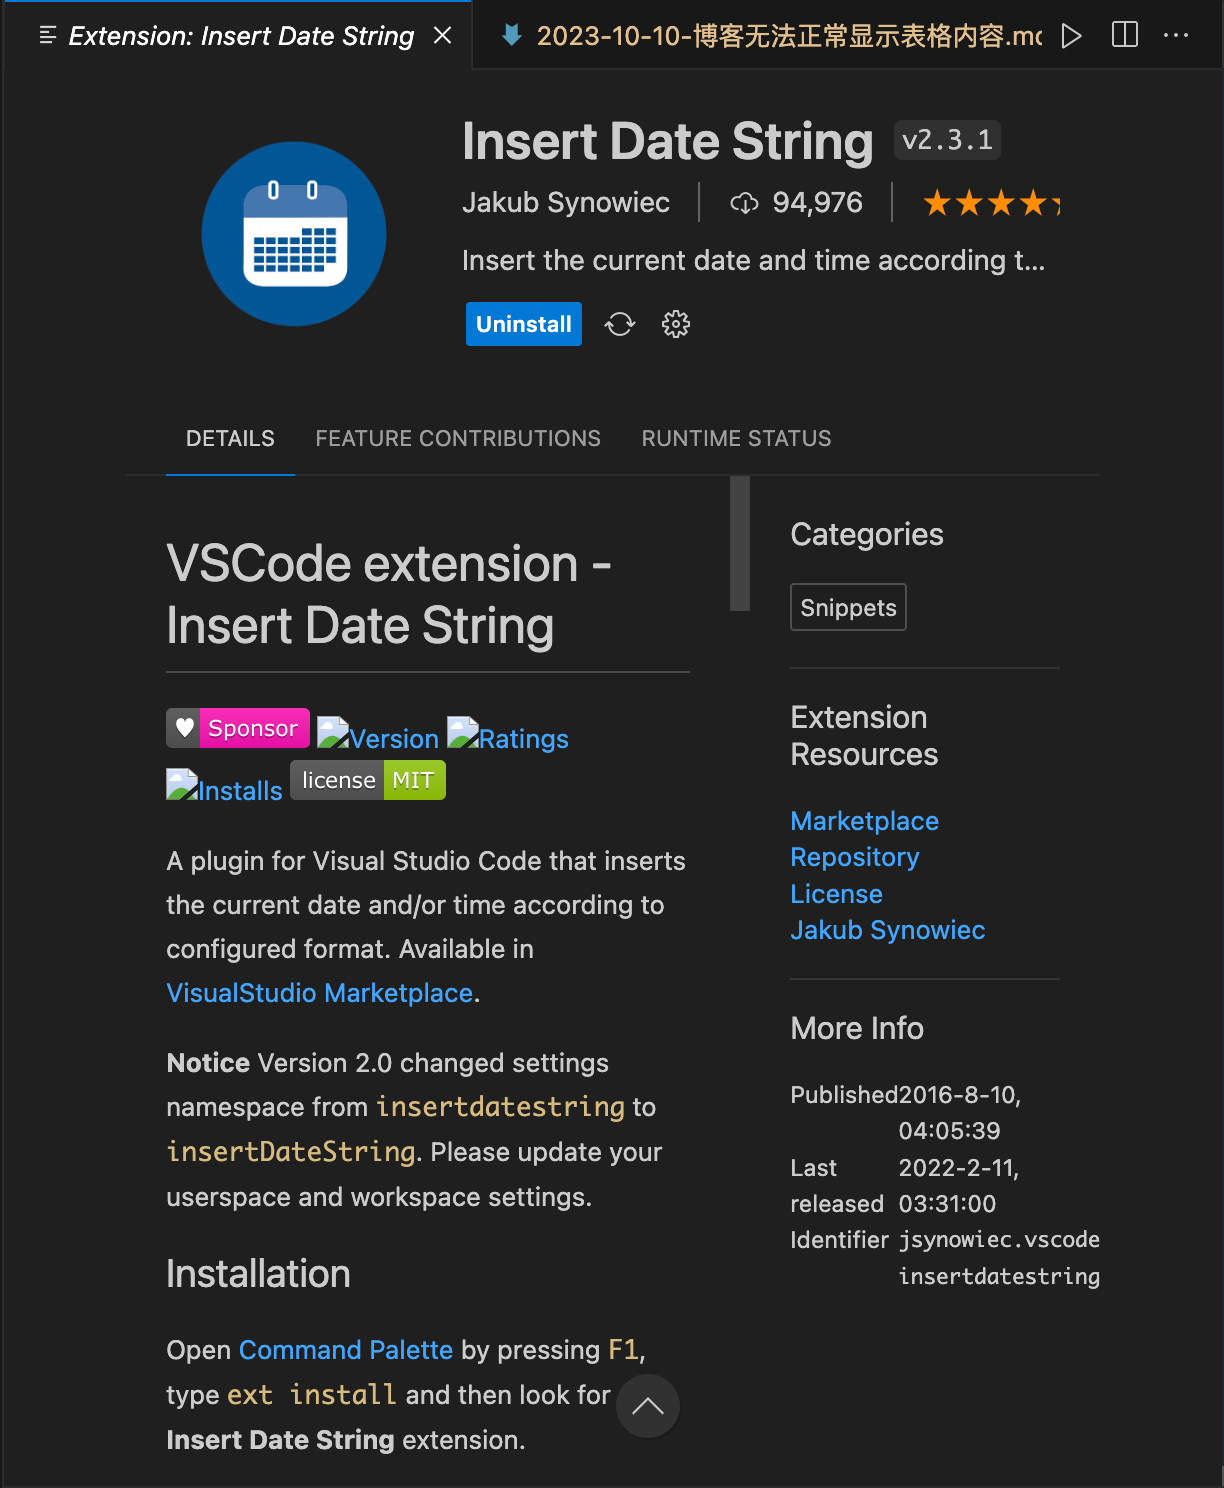 Extension: Insert Date String
2023-10-10-博客无法正常显示表格内容.md
Insert Date String v2.3.1
Jakub Synowiec 94,976
Insert the current date and time according t...
Uninstall
DETAILS FEATURE CONTRIBUTIONS RUNTIME STATUS
VSCode extension -
Insert Date String
Sponsor Version Ratings
Installs license MIT
A plugin for Visual Studio Code that inserts
the current date and/or time according to
configured format. Available in
VisualStudio Marketplace.
Notice Version 2.0 changed settings
namespace from insertdatestring to
insertDateString. Please update your
userspace and workspace settings.
Installation
Open Command Palette by pressing F1,
type ext install and then look for
Insert Date String extension.
Categories
Snippets
Extension
Resources
Marketplace
Repository
License
Jakub Synowiec
More Info
Published 2016-8-10,
04:05:39
Last 2022-2-11,
released 03:31:00
Identifier jsynowiec.vscode
insertdatestring